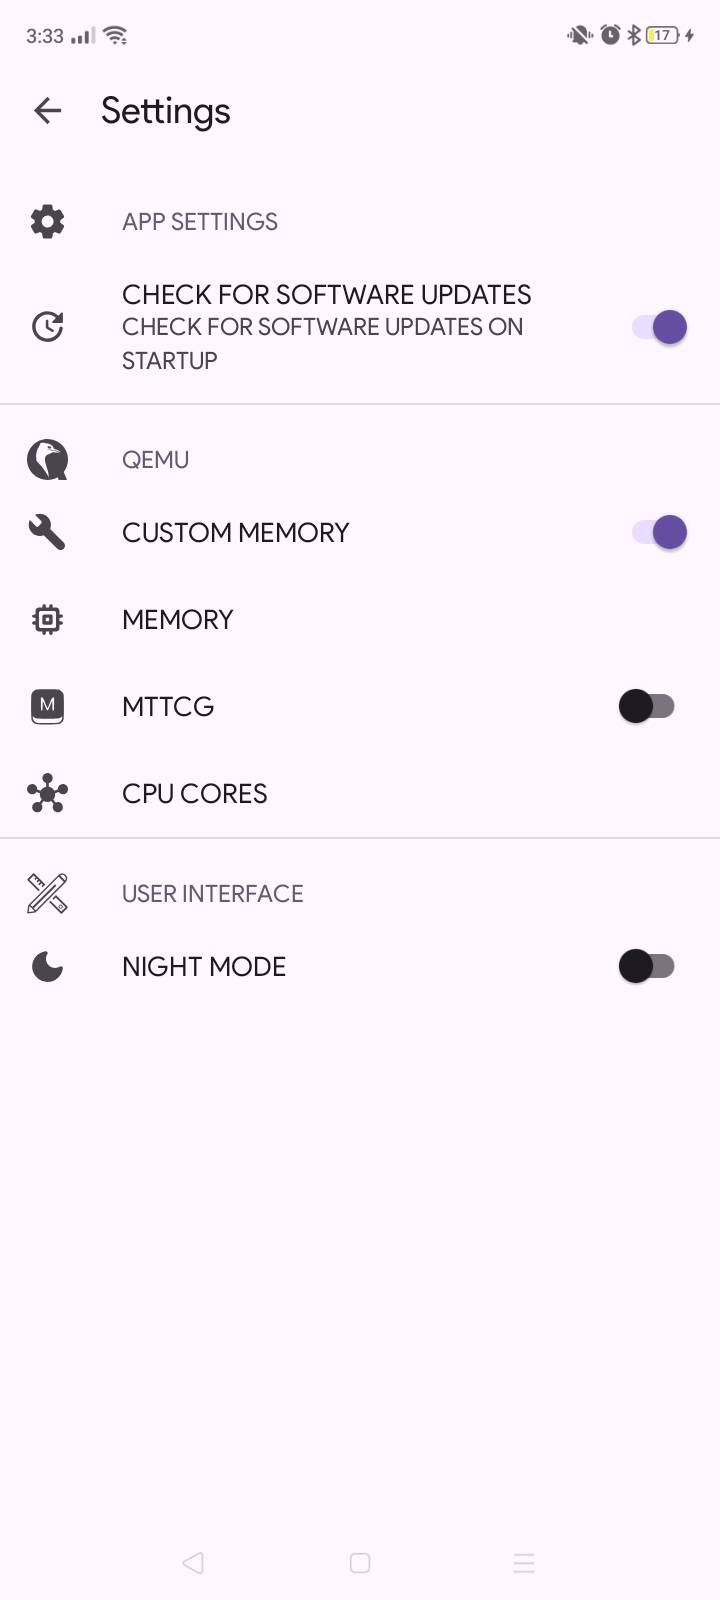 3:33
17
Settings
APP SETTINGS
CHECK FOR SOFTWARE UPDATES
CHECK FOR SOFTWARE UPDATES ON
STARTUP
QEMU
CUSTOM MEMORY
MEMORY
M
MTTCG
CPU CORES
USER INTERFACE
NIGHT MODE